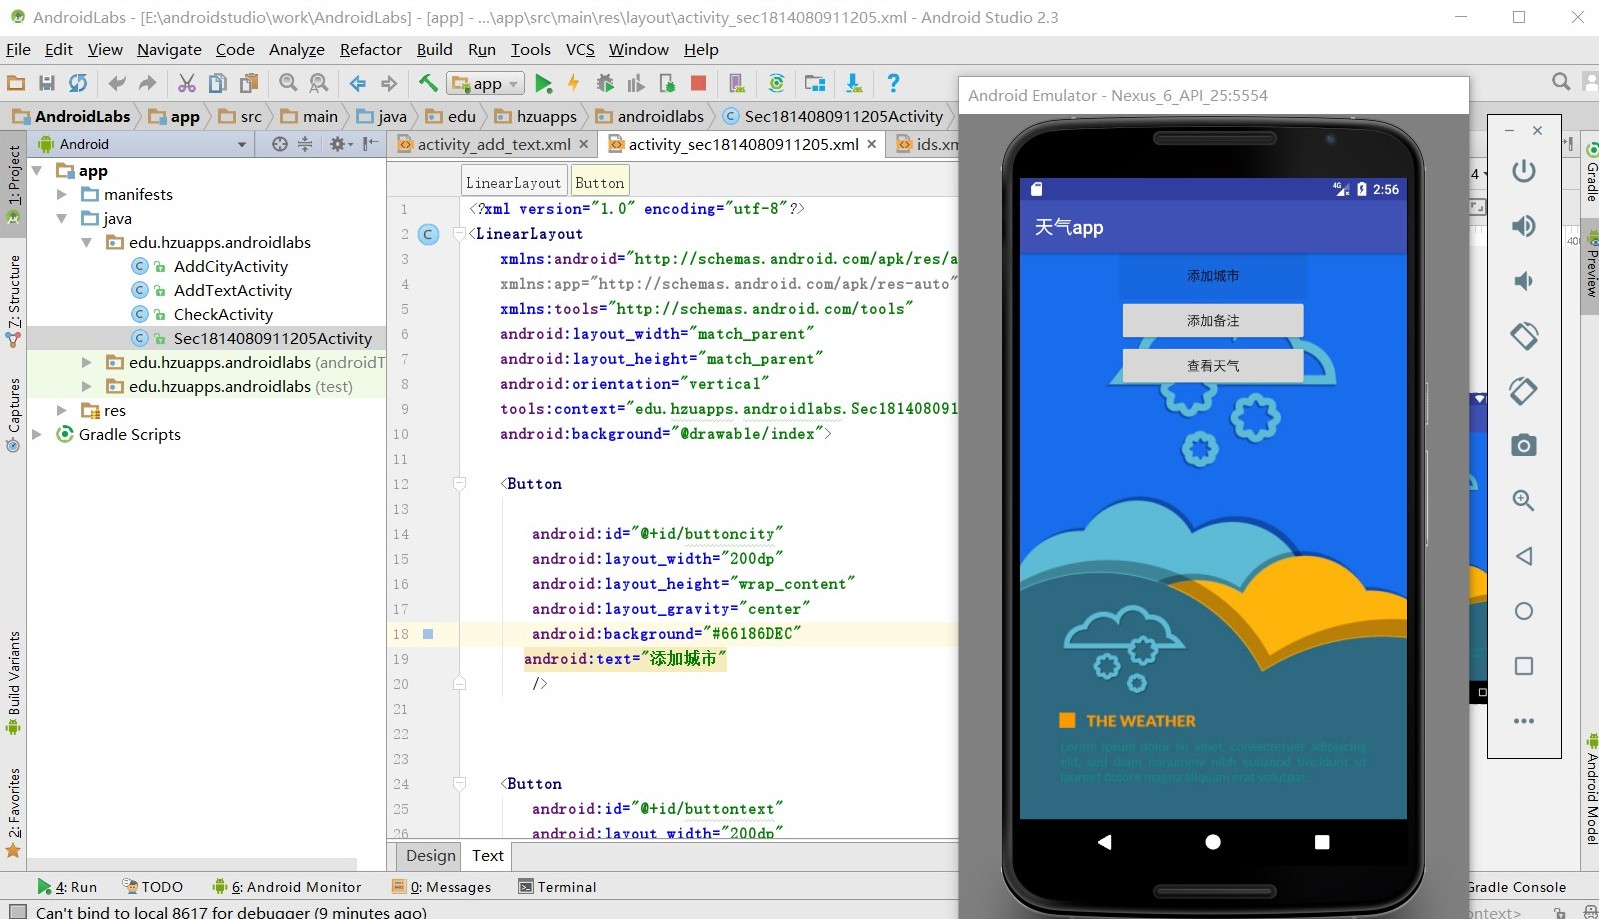 AndroidLabs - [E:\androidstudio\work\AndroidLabs] - [app] - ...\app\src\main\res\layout\activity_sec1814080911205.xml - Android Studio 2.3
File Edit View Navigate Code Analyze Refactor Build Run Tools VCS Window Help
app
AndroidLabs app src main java edu hzuapps androidlabs Sec1814080911205Activity
Android
activity_add_text.xml activity_sec1814080911205.xml ids.xm
LinearLayout Button
1: Project
Z: Structure
Captures
Build Variants
2: Favorites
app
manifests
java
edu.hzuapps.androidlabs
AddCityActivity
AddTextActivity
CheckActivity
Sec1814080911205Activity
edu.hzuapps.androidlabs (androidT
edu.hzuapps.androidlabs (test)
res
Gradle Scripts
1 <?xml version="1.0" encoding="utf-8"?>
2 <LinearLayout
3 xmlns:android="http://schemas.android.com/apk/res/a
4 xmlns:app="http://schemas.android.com/apk/res-auto"
5 xmlns:tools="http://schemas.android.com/tools"
6 android:layout_width="match_parent"
7 android:layout_height="match_parent"
8 android:orientation="vertical"
9 tools:context="edu.hzuapps.androidlabs.Sec181408091
10 android:background="@drawable/index">
11
12 <Button
13
14 android:id="@+id/buttoncity"
15 android:layout_width="200dp"
16 android:layout_height="wrap_content"
17 android:layout_gravity="center"
18 android:background="#66186DEC"
19 android:text="添加城市"
20 />
21
22
23
24 <Button
25 android:id="@+id/buttontext"
26 android:layout_width="200dp"
Design Text
Android Emulator - Nexus_6_API_25:5554
4G 2:56
天气app
添加城市
添加备注
查看天气
THE WEATHER
Lorem ipsum dolor sit amet, consectetuer adipiscing
elit, sed diam nonummy nibh euismod tincidunt ut
laoreet dolore magna aliquam erat volutpat.
4
400
Gradle
Preview
Android Model
4: Run TODO 6: Android Monitor 0: Messages Terminal
Gradle Console
Can't bind to local 8617 for debugger (9 minutes ago)
ontext>